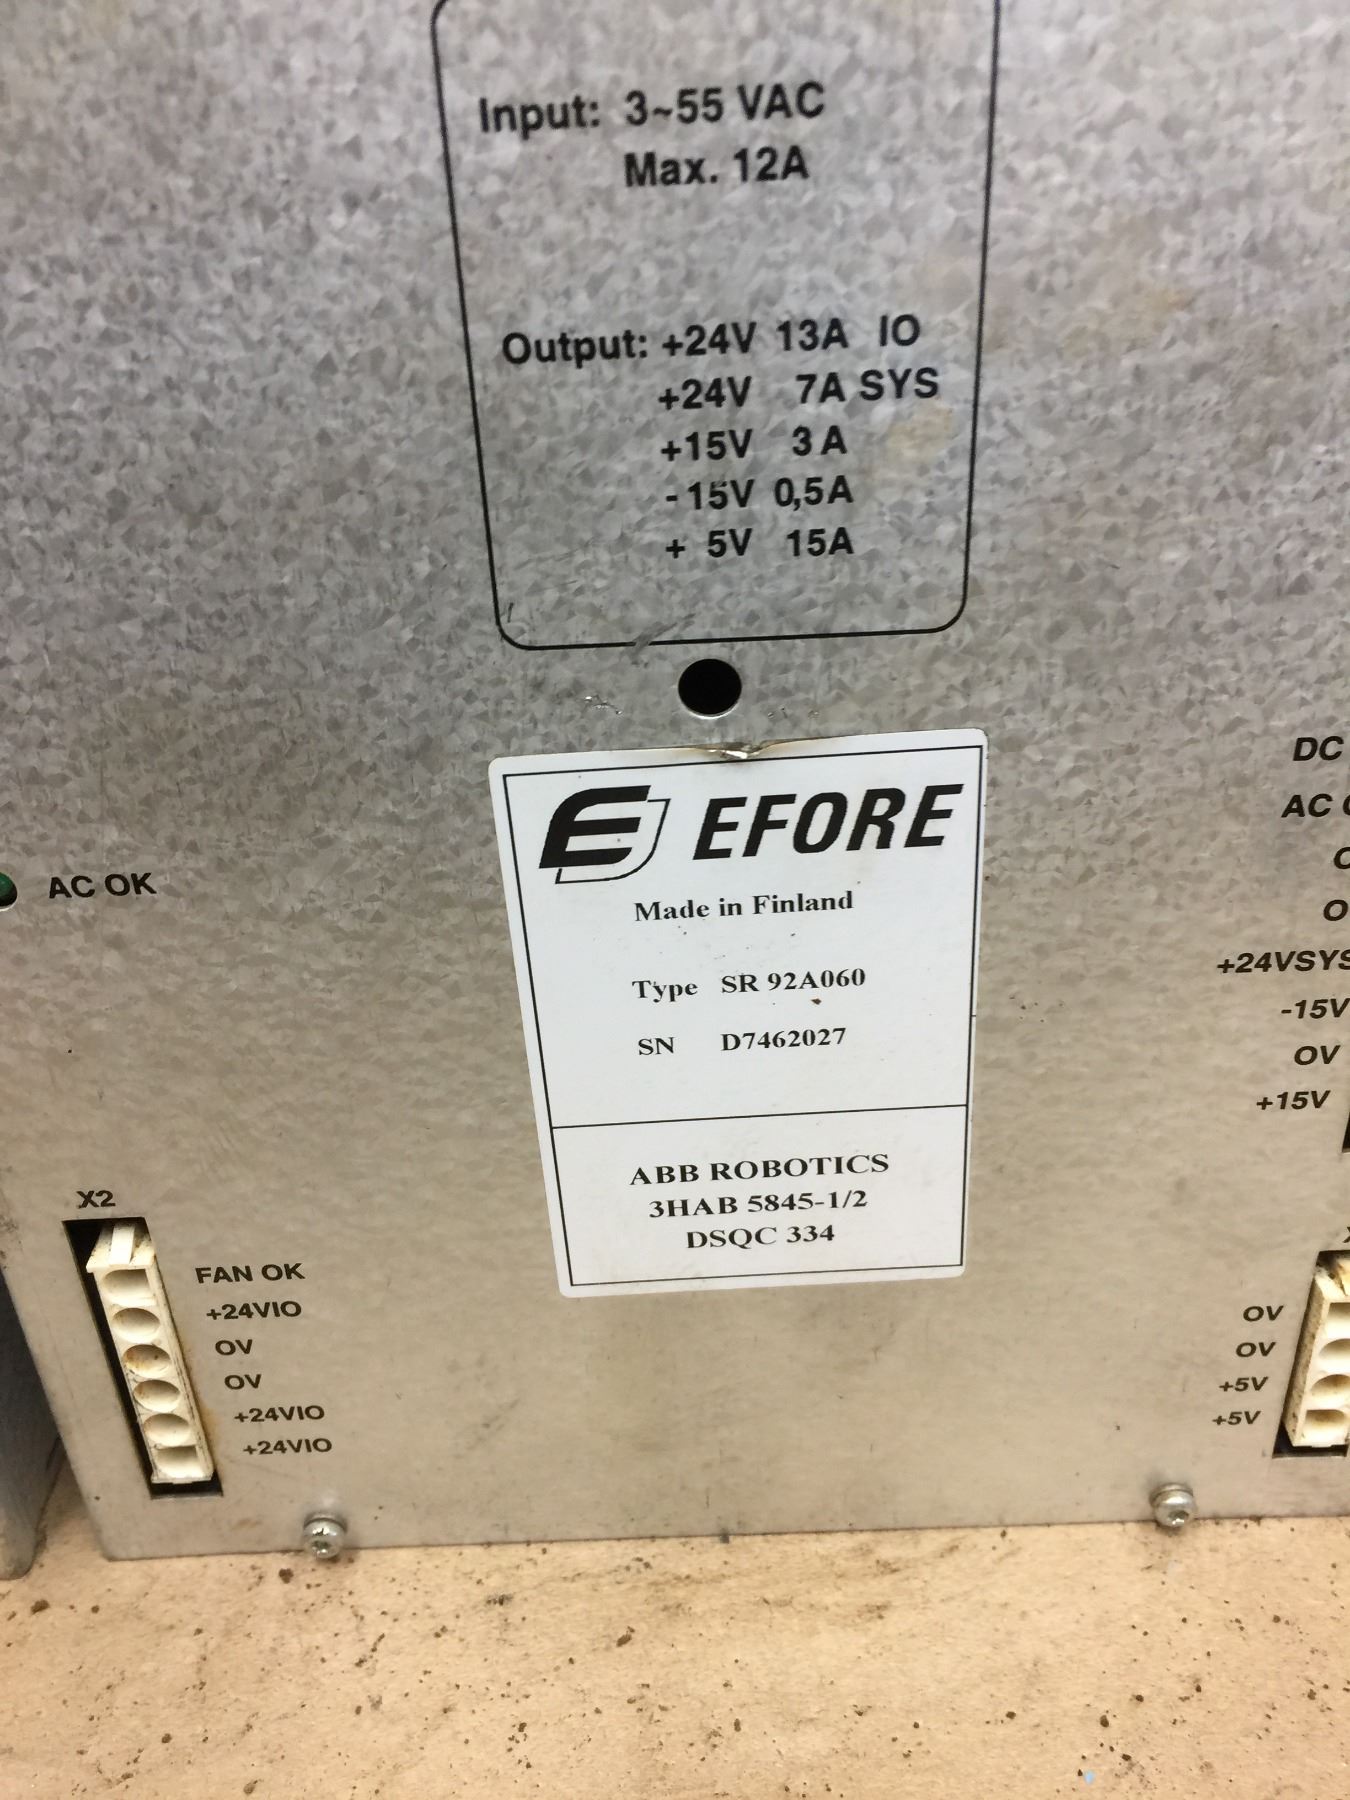 Input: 3~55 VAC
Max. 12A
Output: +24V 13A IO
+24V 7A SYS
+15V 3 A
- 15V 0,5A
+ 5V 15A
EFORE
Made in Finland
Type SR 92A060
SN D7462027
ABB ROBOTICS
3HAB 5845-1/2
DSQC 334
AC OK
X2
FAN OK
+24VIO
OV
OV
+24VIO
+24VIO
DC
AC
+24VSYS
-15V
OV
+15V
OV
OV
+5V
+5V